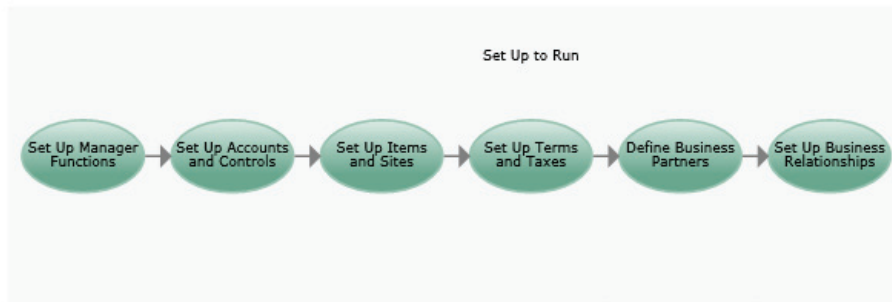 Set Up to Run
Set Up Manager
Functions
Set Up Accounts
and Controls
Set Up Items
and Sites
Set Up Terms
and Taxes
Define Business
Partners
Set Up Business
Relationships